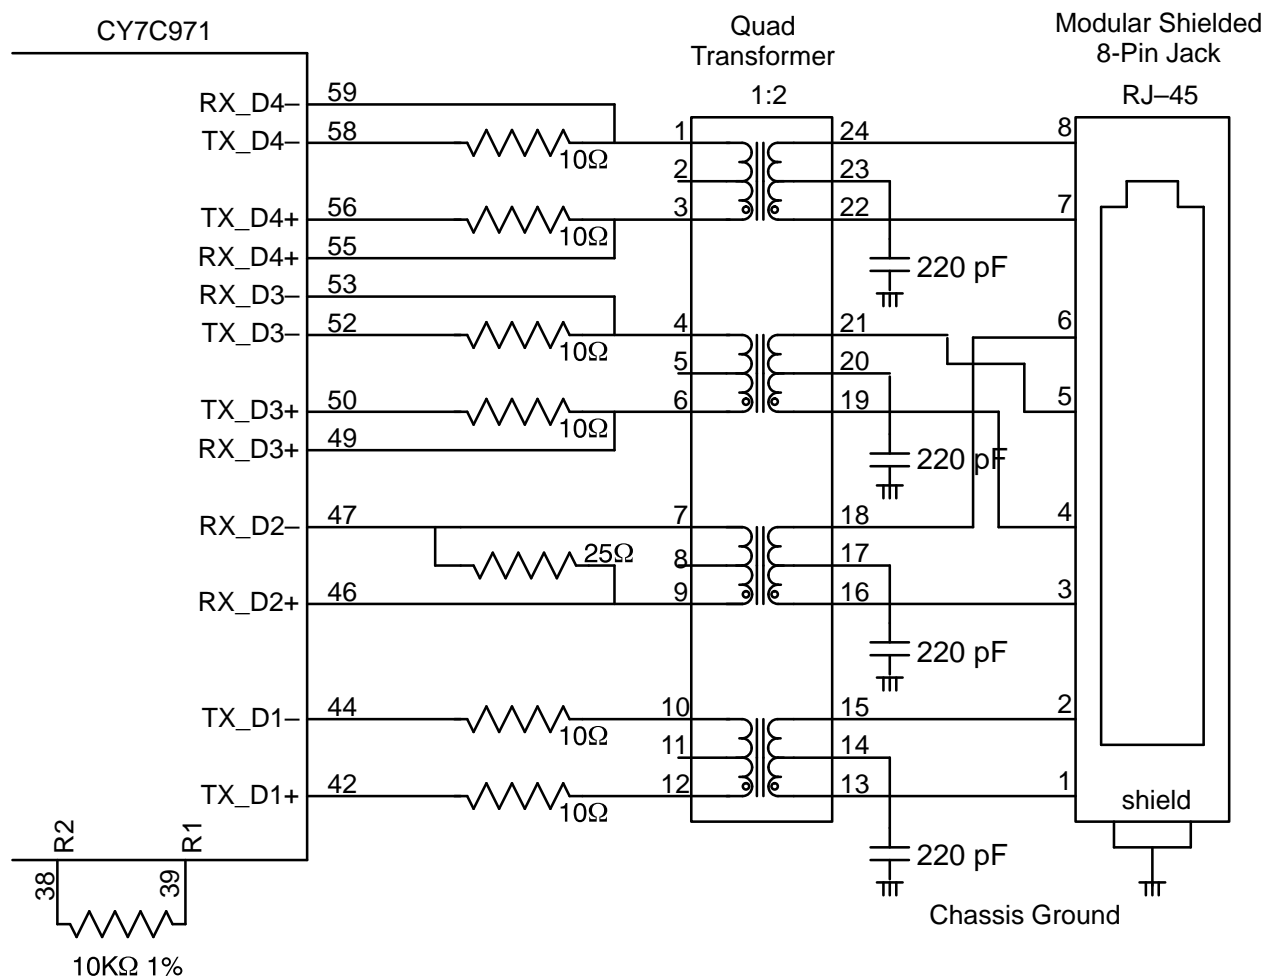 CY7C971
Quad
Transformer
1:2
Modular Shielded
8-Pin Jack
RJ–45
RX_D4– 59
TX_D4– 58 10Ω 1 24 8
2 23
TX_D4+ 56 10Ω 3 22 7
RX_D4+ 55
220 pF
RX_D3– 53
TX_D3– 52 10Ω 4 21 6
5 20
TX_D3+ 50 10Ω 6 19 5
RX_D3+ 49
220 pF
RX_D2– 47 7 18 4
25Ω 8 17
RX_D2+ 46 9 16 3
220 pF
TX_D1– 44 10Ω 10 15 2
11 14
TX_D1+ 42 10Ω 12 13 1
shield
220 pF
R2 R1
38 39
Chassis Ground
10KΩ 1%